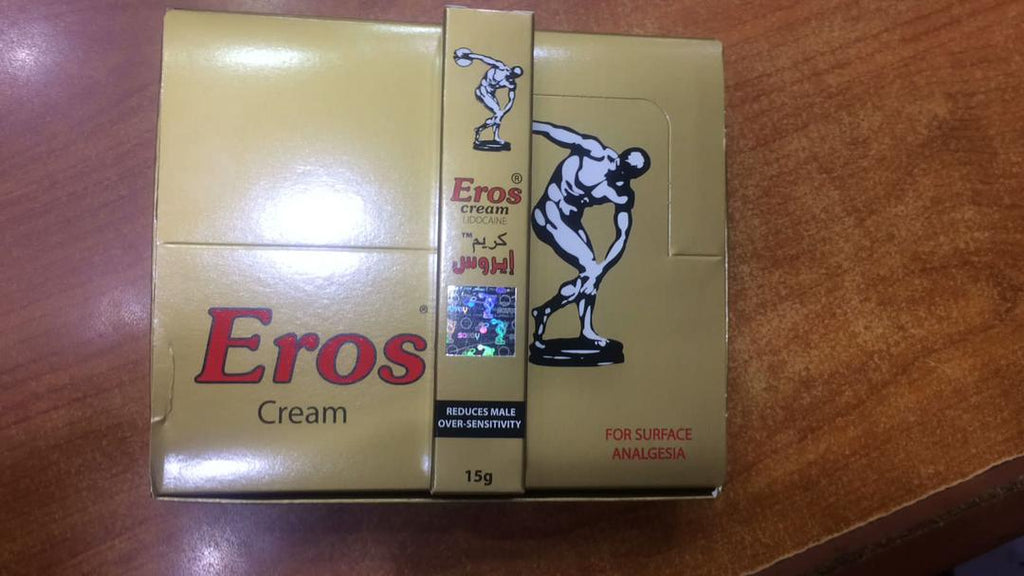 Eros®
Cream
Eros®
cream
LIDOCAINE
كريم™
إيروس
REDUCES MALE
OVER-SENSITIVITY
15g
FOR SURFACE
ANALGESIA